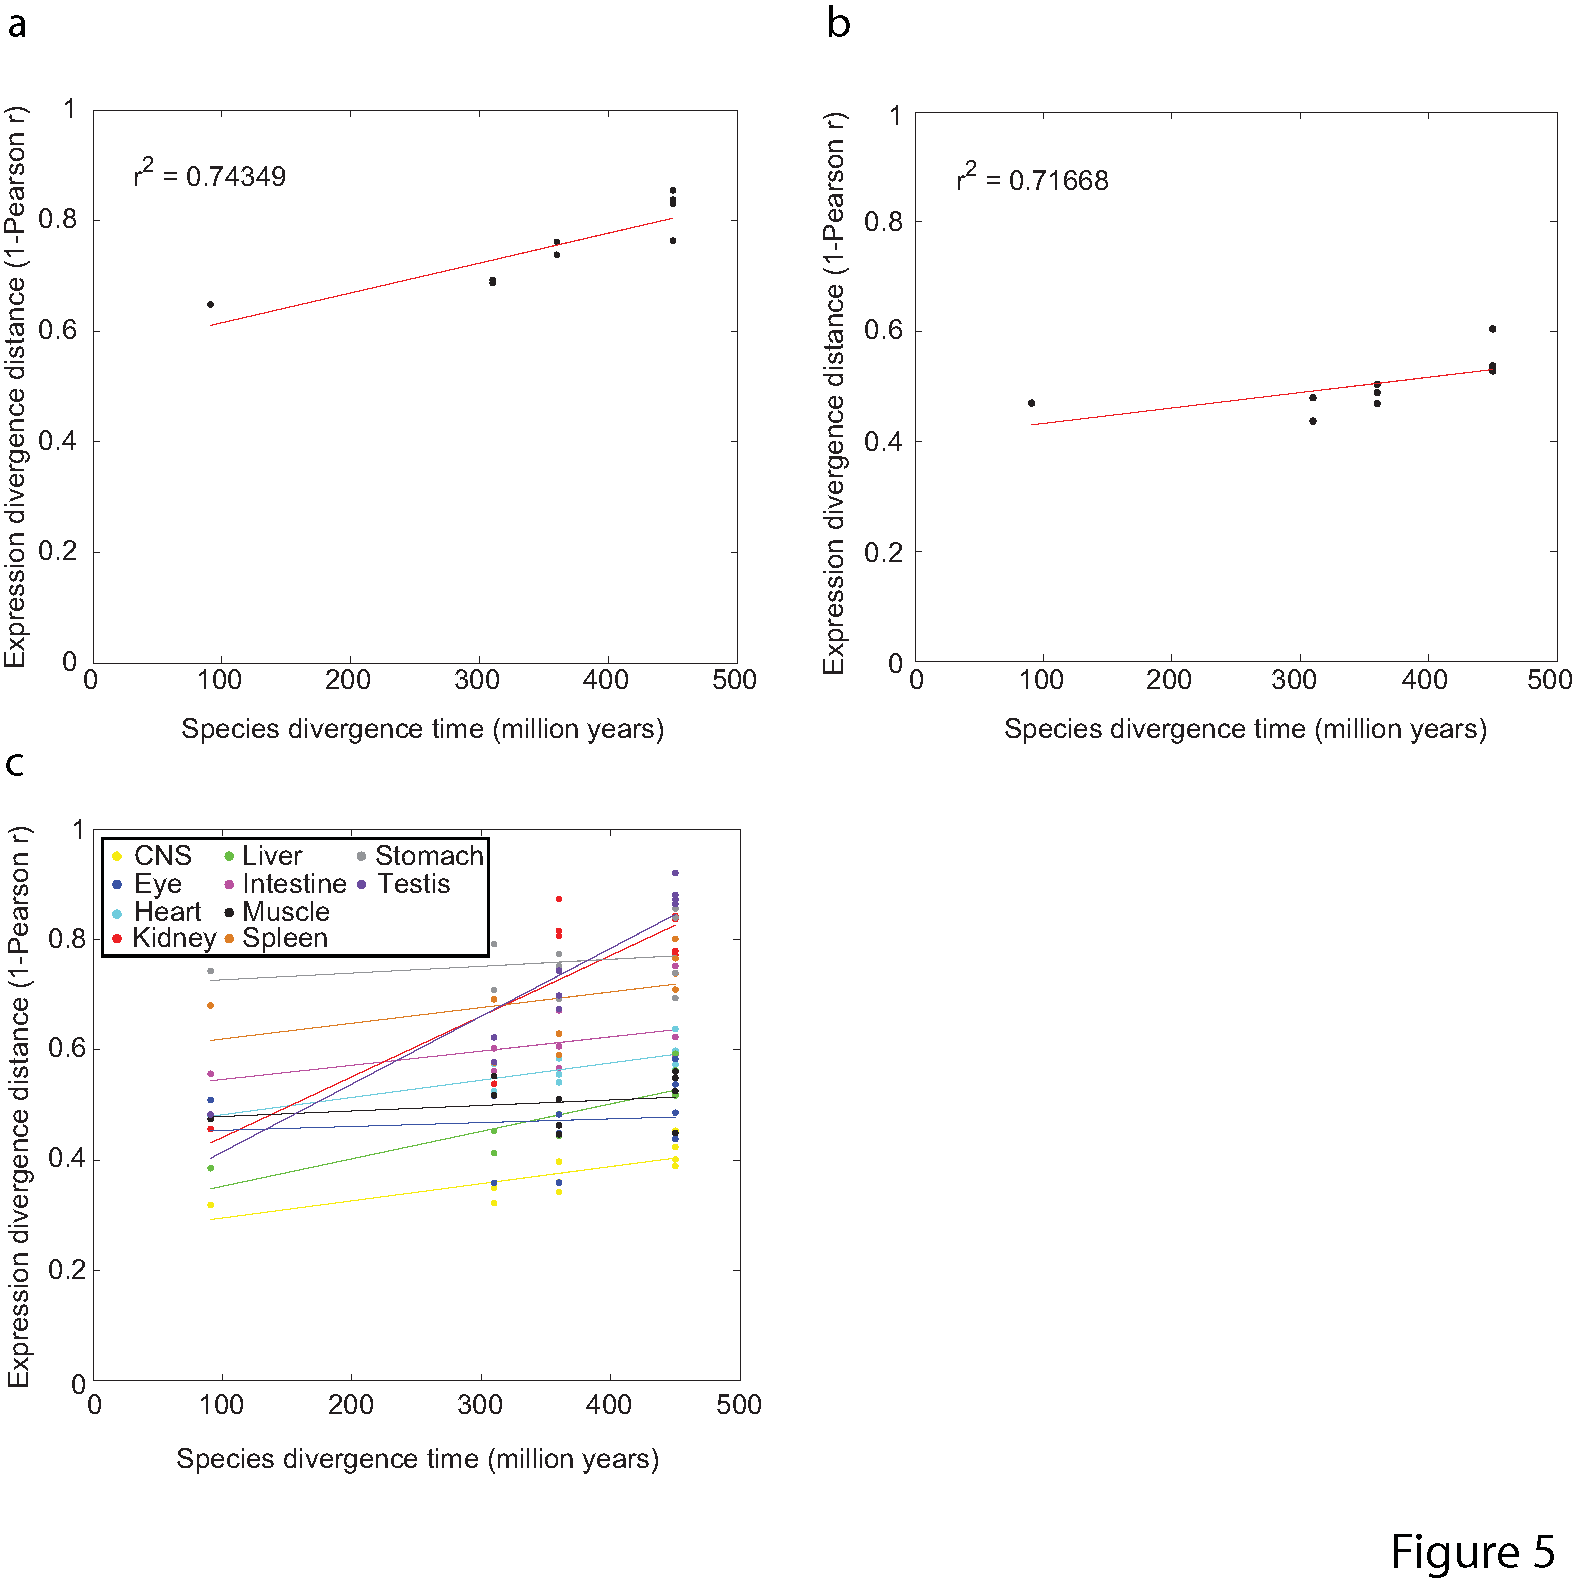 a
Expression divergence distance (1-Pearson r)
1
0.8
0.6
0.4
0.2
0
r2 = 0.74349
0 100 200 300 400 500
Species divergence time (million years)
b
Expression divergence distance (1-Pearson r)
1
0.8
0.6
0.4
0.2
0
r2 = 0.71668
0 100 200 300 400 500
Species divergence time (million years)
c
Expression divergence distance (1-Pearson r)
1
0.8
0.6
0.4
0.2
0
CNS Liver Stomach
Eye Intestine Testis
Heart Muscle
Kidney Spleen
0 100 200 300 400 500
Species divergence time (million years)
Figure 5